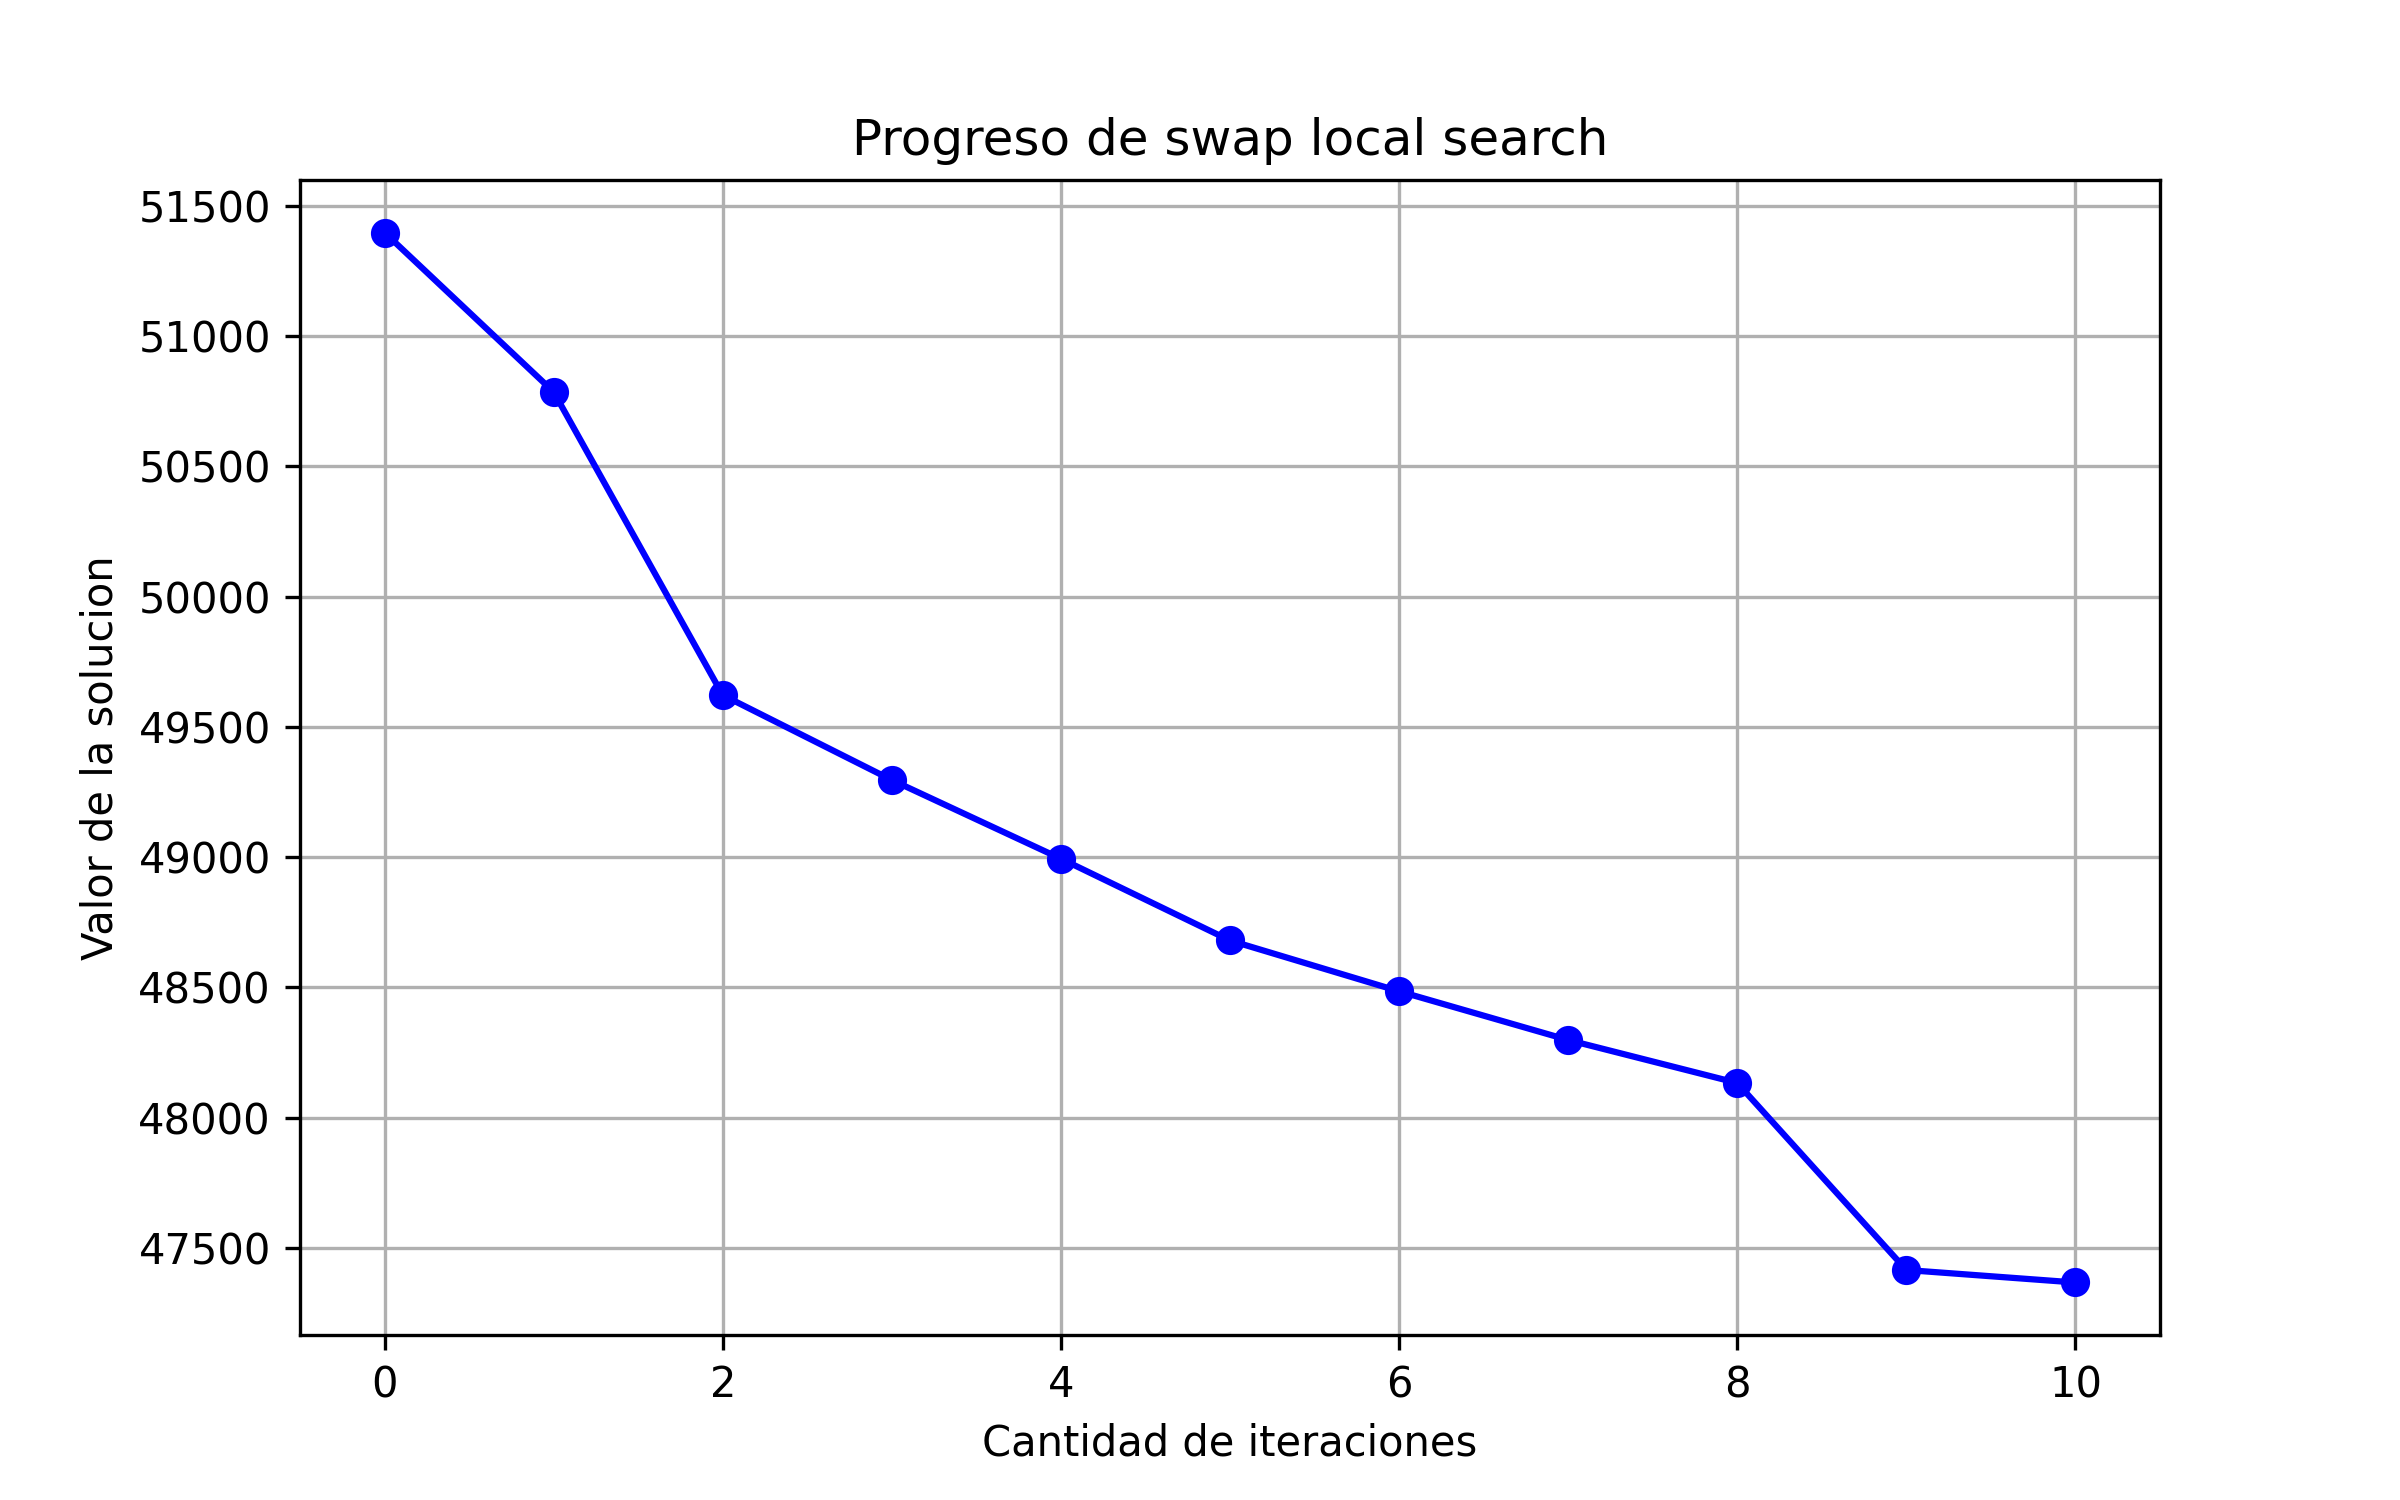 Progreso de swap local search
Valor de la solucion
51500
51000
50500
50000
49500
49000
48500
48000
47500
0 2 4 6 8 10
Cantidad de iteraciones